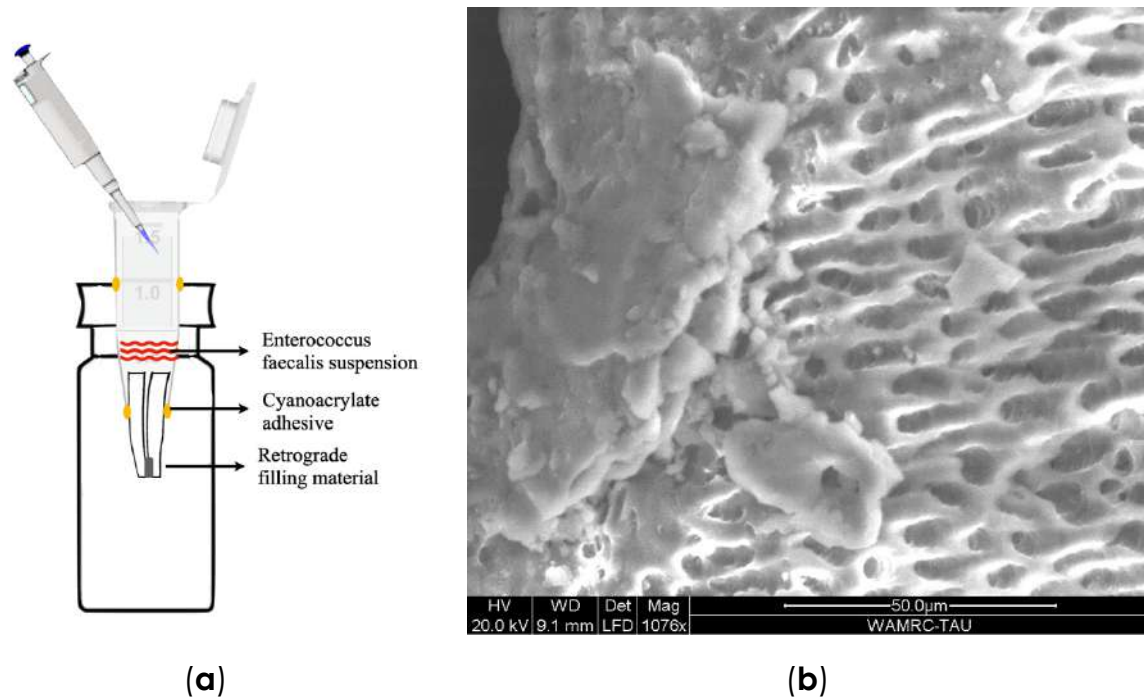 1.5
1.0
Enterococcus
faecalis suspension
Cyanoacrylate
adhesive
Retrograde
filling material
HV WD Det Mag 50.0μm
20.0 kV 9.1 mm LFD 1076x WAMRC-TAU
(a) (b)